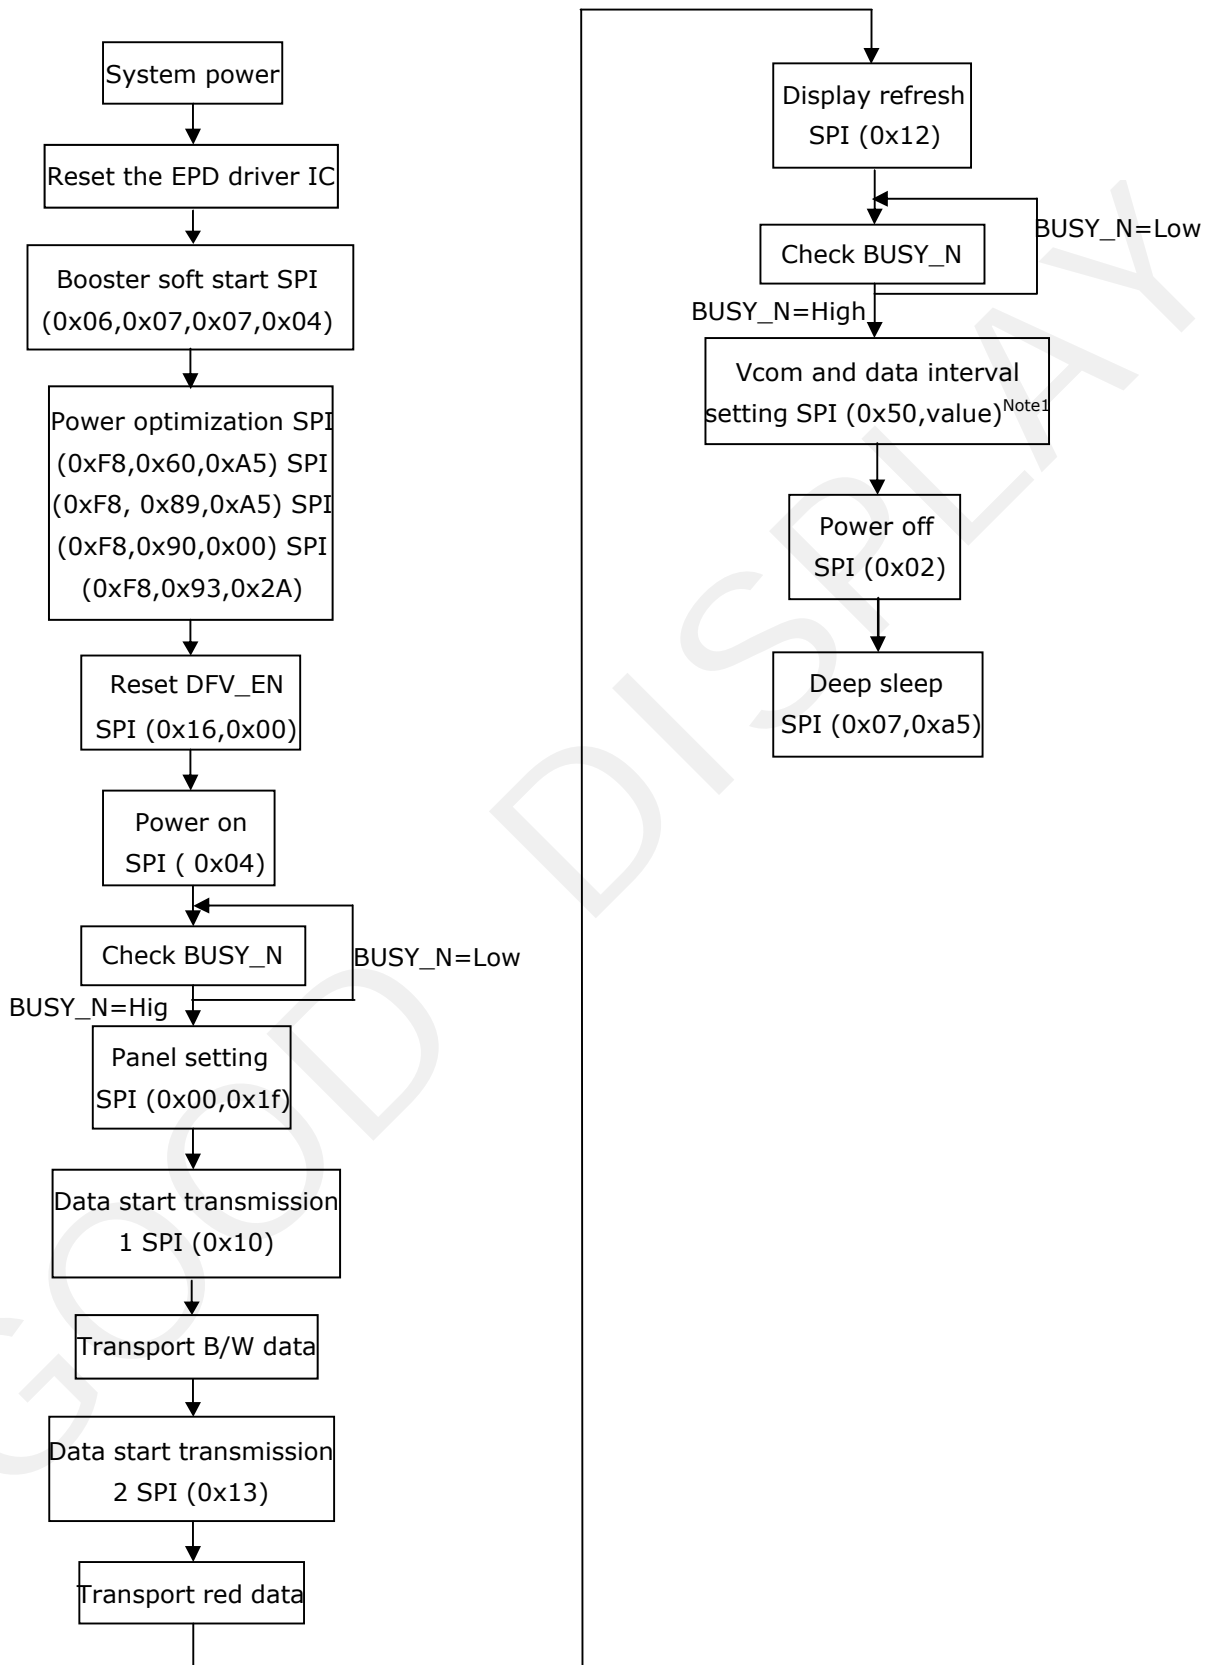 System power
Reset the EPD driver IC
Booster soft start SPI
(0x06,0x07,0x07,0x04)
Power optimization SPI
(0xF8,0x60,0xA5) SPI
(0xF8, 0x89,0xA5) SPI
(0xF8,0x90,0x00) SPI
(0xF8,0x93,0x2A)
Reset DFV_EN
SPI (0x16,0x00)
Power on
SPI ( 0x04)
Check BUSY_N
BUSY_N=Low
BUSY_N=Hig
Panel setting
SPI (0x00,0x1f)
Data start transmission
1 SPI (0x10)
Transport B/W data
Data start transmission
2 SPI (0x13)
Transport red data
Display refresh
SPI (0x12)
BUSY_N=Low
Check BUSY_N
BUSY_N=High
Vcom and data interval
setting SPI (0x50,value)Note1
Power off
SPI (0x02)
Deep sleep
SPI (0x07,0xa5)
GOOD DISPLAY